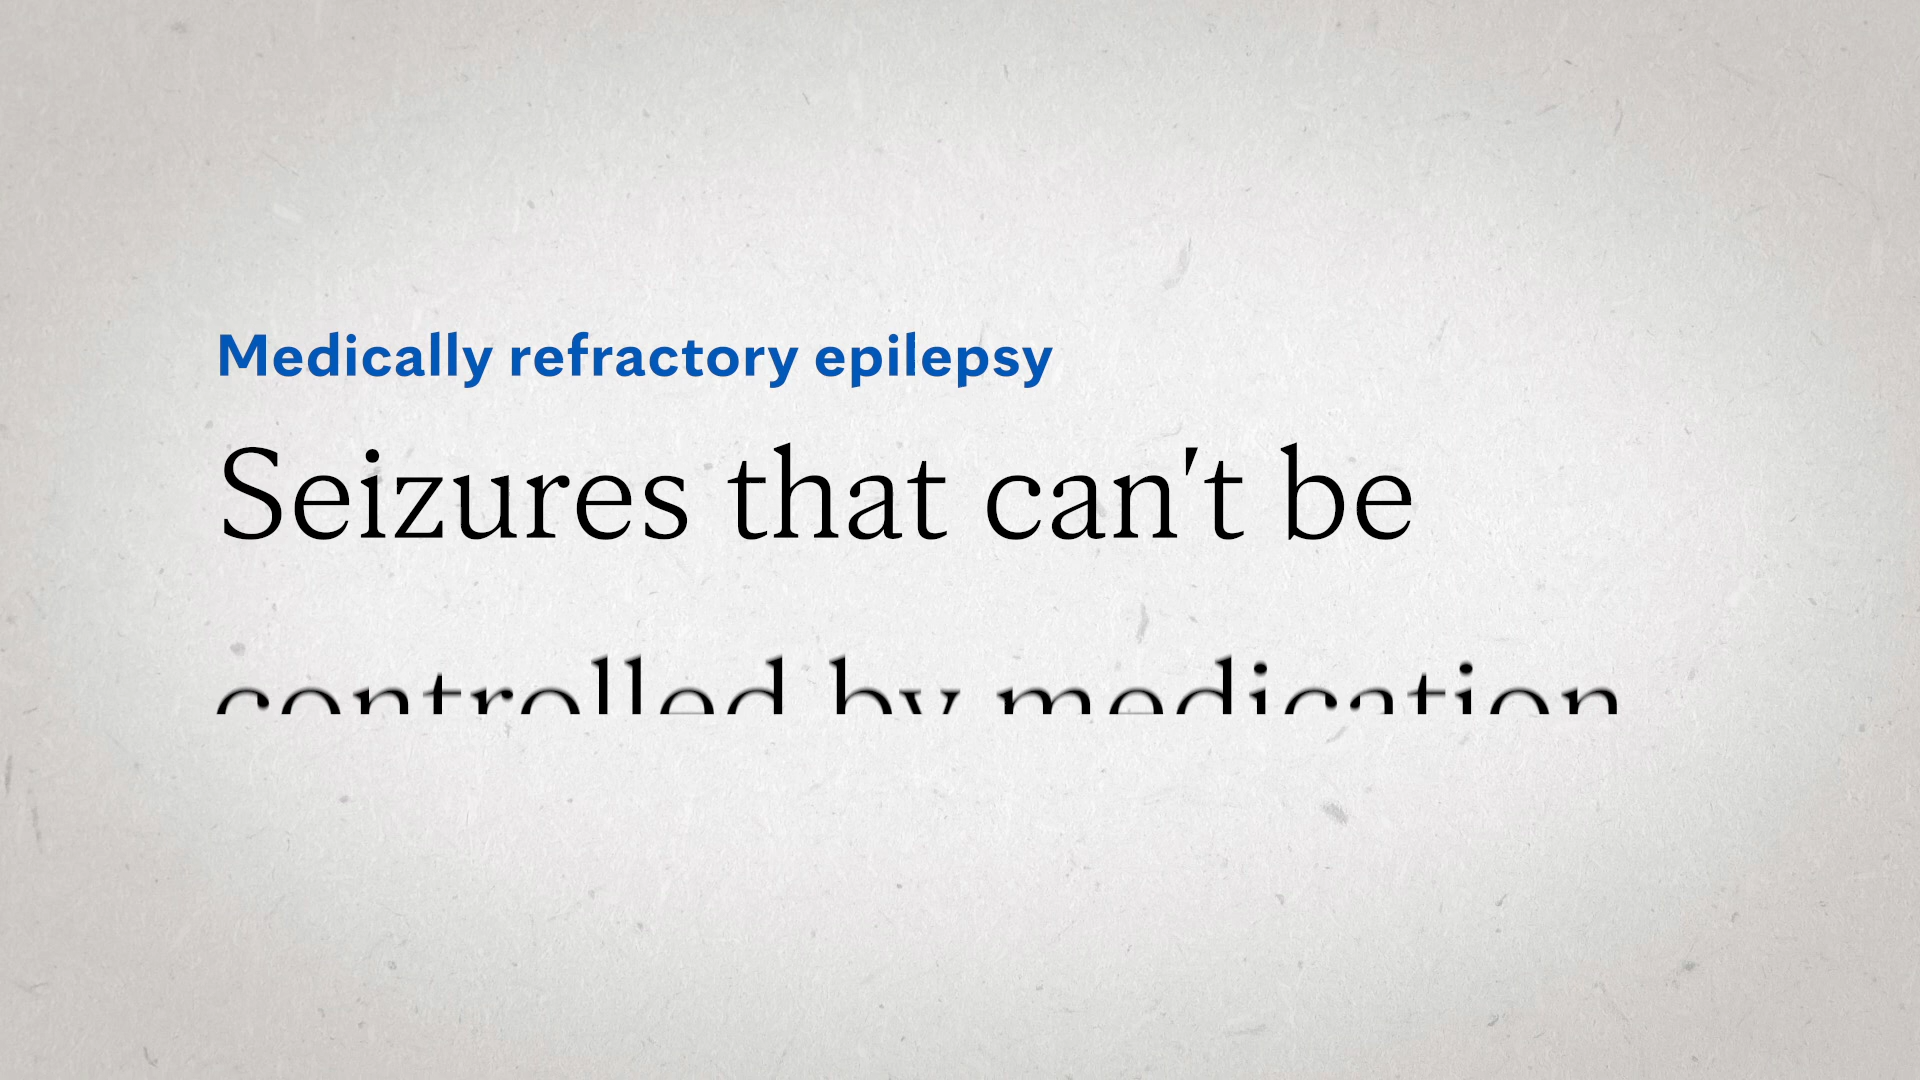 Medically refractory epilepsy
Seizures that can't be
controlled by medication